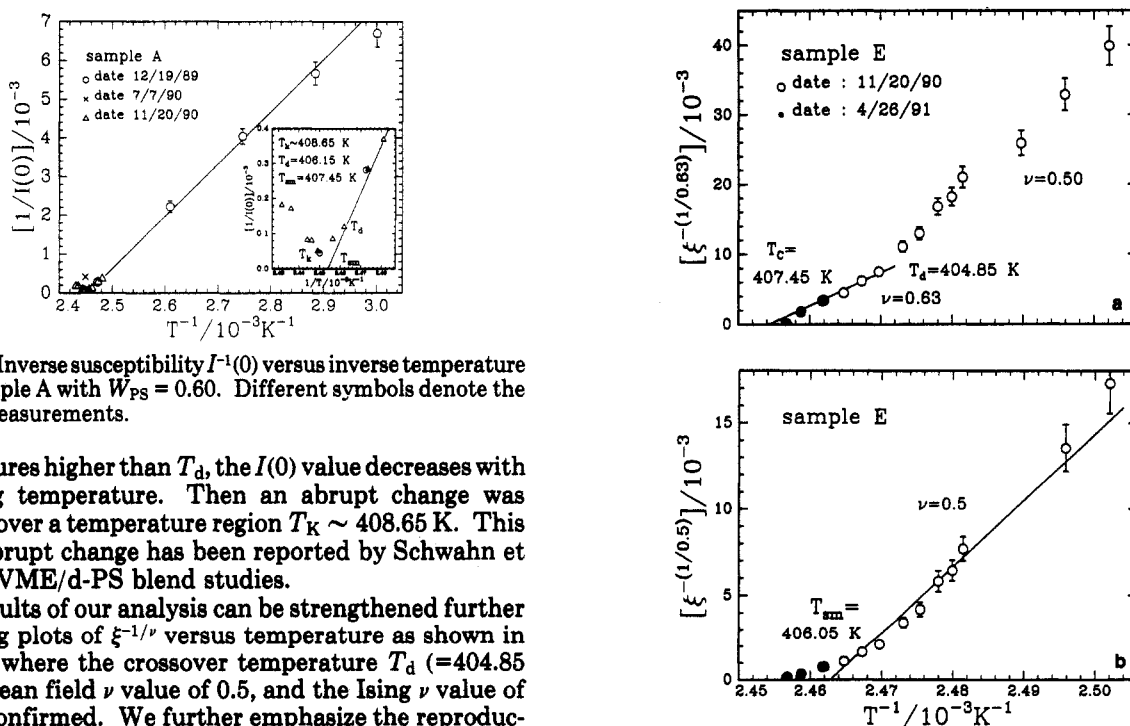 7
6
5
4
3
2
1
0
[1/I(0)]/10⁻³
sample A
date 12/19/89
date 7/7/90
date 11/20/90
0.4
0.3
0.2
0.1
0.0
[1/I(0)]/10⁻³
T_k~408.65 K
T_d=406.15 K
T_sm=407.45 K
T_d
T_k
T_sm
1/T/10⁻³K⁻¹
2.4 2.5 2.6 2.7 2.8 2.9 3.0
T⁻¹/10⁻³K⁻¹
Inverse susceptibility I⁻¹(0) versus inverse temperature
ple A with W_PS = 0.60. Different symbols denote the
easurements.
ures higher than T_d, the I(0) value decreases with
g temperature. Then an abrupt change was
over a temperature region T_K ~ 408.65 K. This
brupt change has been reported by Schwahn et
VME/d-PS blend studies.
ults of our analysis can be strengthened further
g plots of ξ^−1/ν versus temperature as shown in
where the crossover temperature T_d (=404.85
ean field ν value of 0.5, and the Ising ν value of
onfirmed. We further emphasize the reproduc-
40
30
20
10
0
[ξ^−(1/0.63)]/10⁻³
sample E
date : 11/20/90
date : 4/26/91
ν=0.50
T_C=
407.45 K
T_d=404.85 K
ν=0.63
a
15
10
5
0
[ξ^−(1/0.5)]/10⁻³
sample E
ν=0.5
T_sm=
406.05 K
b
2.45 2.46 2.47 2.48 2.49 2.50
T⁻¹/10⁻³K⁻¹